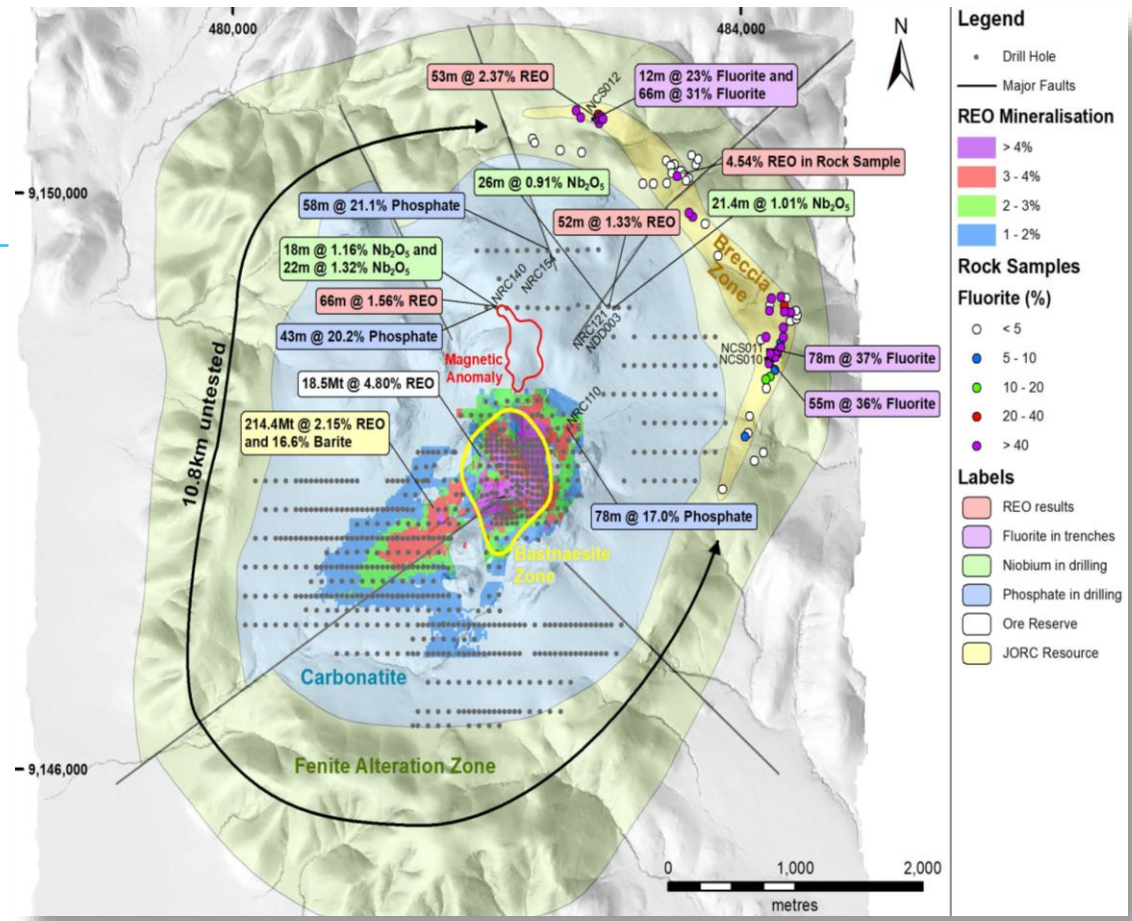 480,000
484,000
N
9,150,000
9,146,000
53m @ 2.37% REO
NCS012
12m @ 23% Fluorite and
66m @ 31% Fluorite
4.54% REO in Rock Sample
26m @ 0.91% Nb₂O₅
58m @ 21.1% Phosphate
21.4m @ 1.01% Nb₂O₅
52m @ 1.33% REO
18m @ 1.16% Nb₂O₅ and
22m @ 1.32% Nb₂O₅
Breccia
Zone
NRC140
NRC154
66m @ 1.56% REO
43m @ 20.2% Phosphate
NRC121
NDD003
Magnetic
Anomaly
NCS011
NCS010
78m @ 37% Fluorite
18.5Mt @ 4.80% REO
55m @ 36% Fluorite
NRC110
214.4Mt @ 2.15% REO
and 16.6% Barite
10.8km untested
78m @ 17.0% Phosphate
Bastnaesite
Zone
Carbonatite
Fenite Alteration Zone
0 1,000 2,000
metres
Legend
Drill Hole
Major Faults
REO Mineralisation
> 4%
3 - 4%
2 - 3%
1 - 2%
Rock Samples
Fluorite (%)
< 5
5 - 10
10 - 20
20 - 40
> 40
Labels
REO results
Fluorite in trenches
Niobium in drilling
Phosphate in drilling
Ore Reserve
JORC Resource